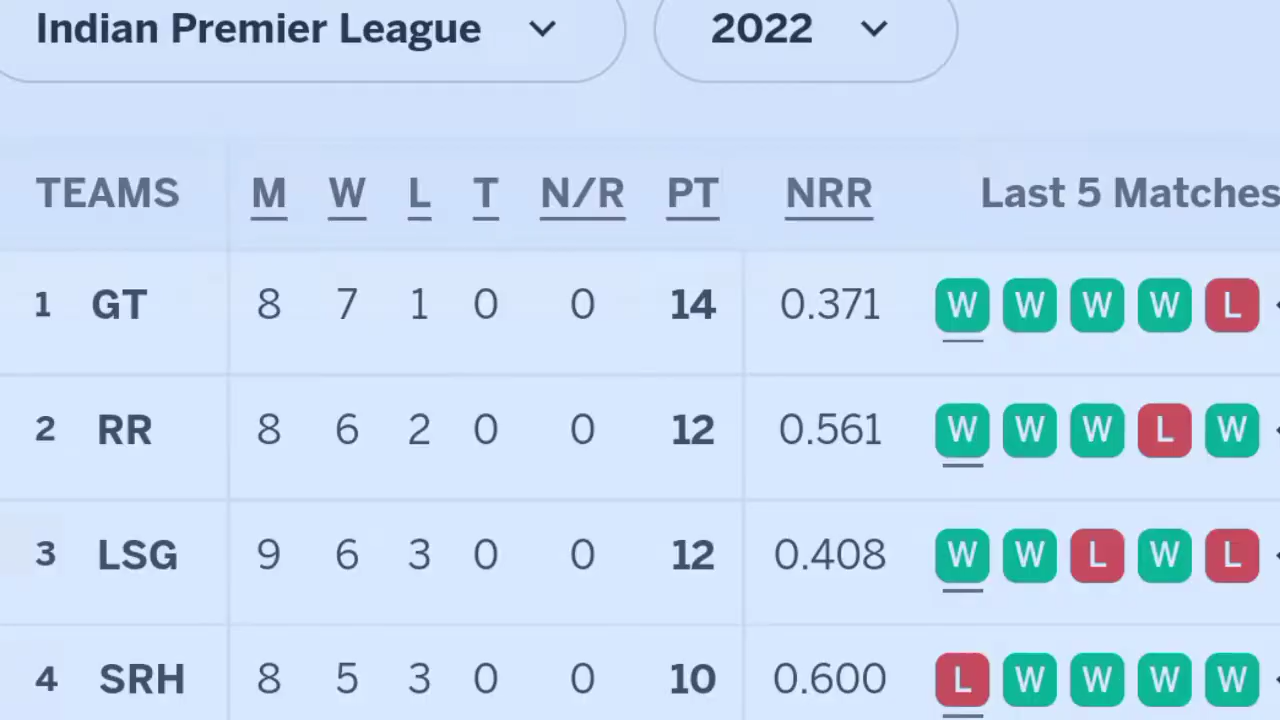 Indian Premier League 2022
TEAMS M W L T N/R PT NRR Last 5 Matches
1 GT 8 7 1 0 0 14 0.371 W W W W L
2 RR 8 6 2 0 0 12 0.561 W W W L W
3 LSG 9 6 3 0 0 12 0.408 W W L W L
4 SRH 8 5 3 0 0 10 0.600 L W W W W